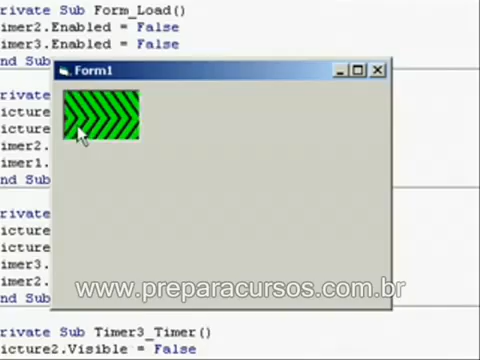 rivate Sub Form_Load()
imer2.Enabled = False
imer3.Enabled = False
nd Sub
Form1
rivate
icture
icture
imer2.
imer1.
nd Sub
rivate
icture
icture
imer3.
imer2.
nd Sub
www.preparacursos.com.br
rivate Sub Timer3_Timer()
icture2.Visible = False